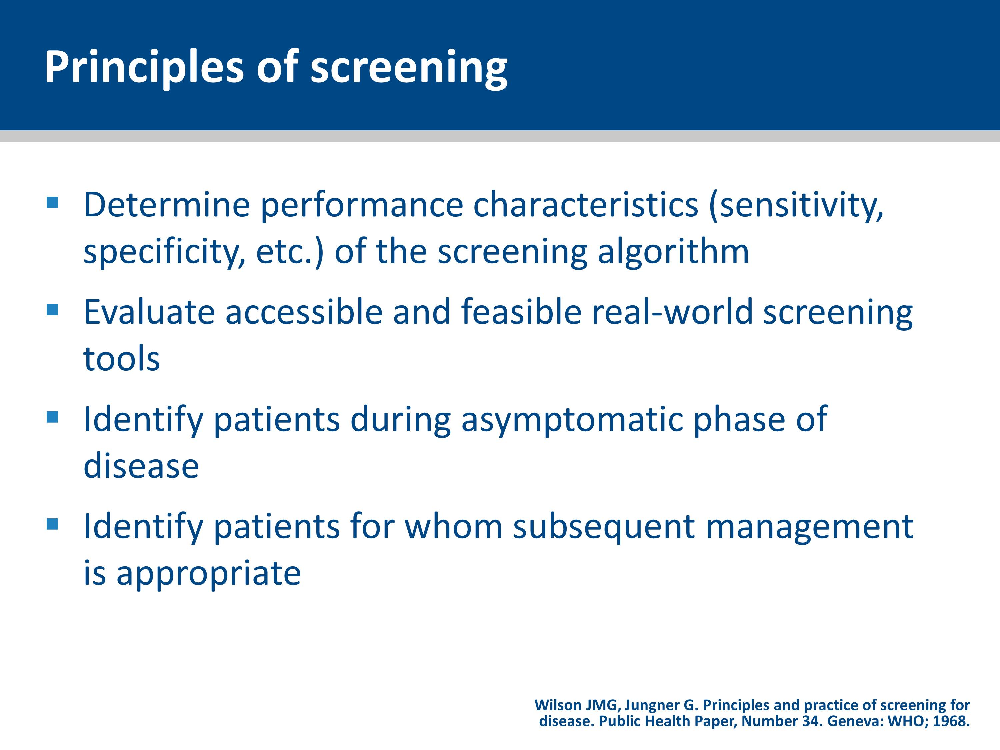 Principles of screening
Determine performance characteristics (sensitivity,
specificity, etc.) of the screening algorithm
Evaluate accessible and feasible real-world screening
tools
Identify patients during asymptomatic phase of
disease
Identify patients for whom subsequent management
is appropriate
Wilson JMG, Jungner G. Principles and practice of screening for
disease. Public Health Paper, Number 34. Geneva: WHO; 1968.